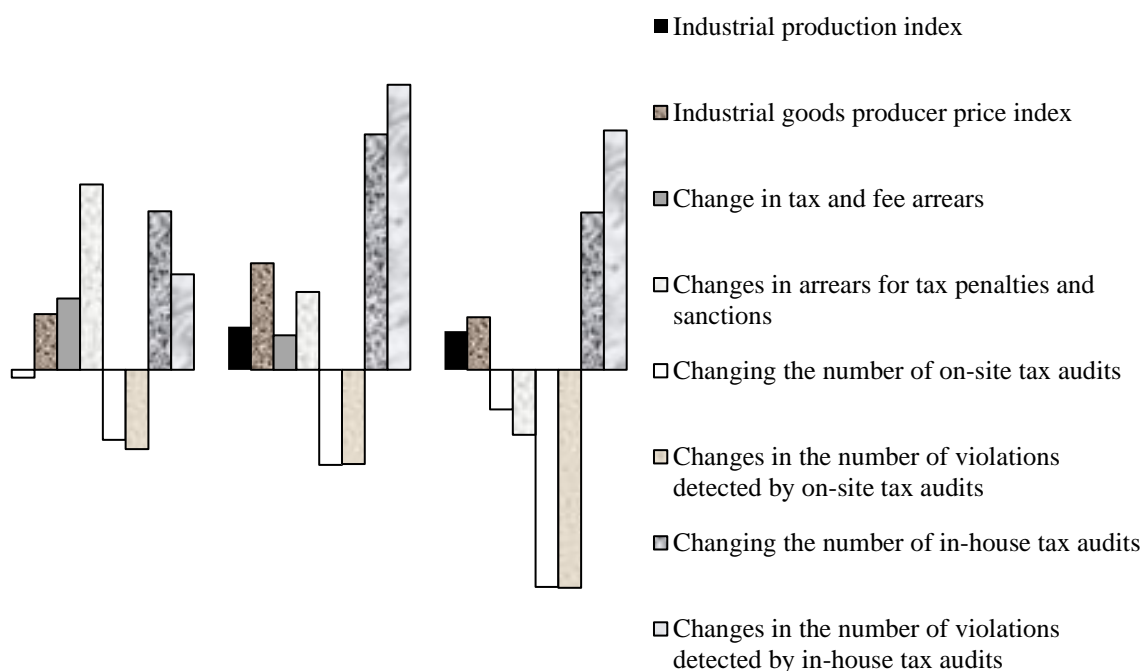 Industrial production index
Industrial goods producer price index
Change in tax and fee arrears
Changes in arrears for tax penalties and
sanctions
Changing the number of on-site tax audits
Changes in the number of violations
detected by on-site tax audits
Changing the number of in-house tax audits
Changes in the number of violations
detected by in-house tax audits